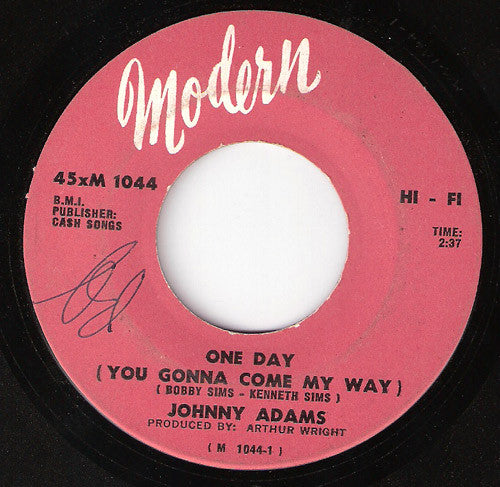 Modern
45xM 1044
HI - FI
B.M.I.
PUBLISHER:
CASH SONGS
TIME:
2:37
ONE DAY
( YOU GONNA COME MY WAY )
( BOBBY SIMS - KENNETH SIMS )
JOHNNY ADAMS
PRODUCED BY: ARTHUR WRIGHT
( M 1044-1 )